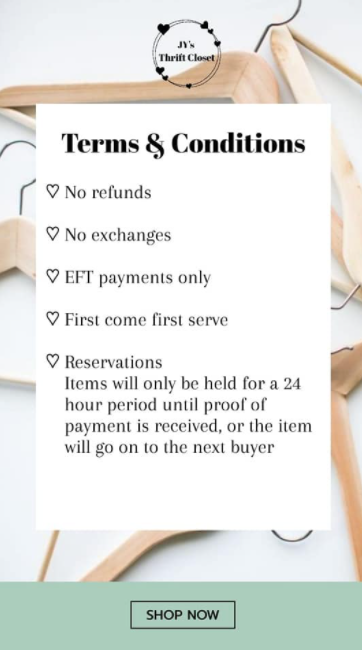 JY's
Thrift Closet
Terms & Conditions
♡ No refunds
♡ No exchanges
♡ EFT payments only
♡ First come first serve
♡ Reservations
Items will only be held for a 24
hour period until proof of
payment is received, or the item
will go on to the next buyer
SHOP NOW